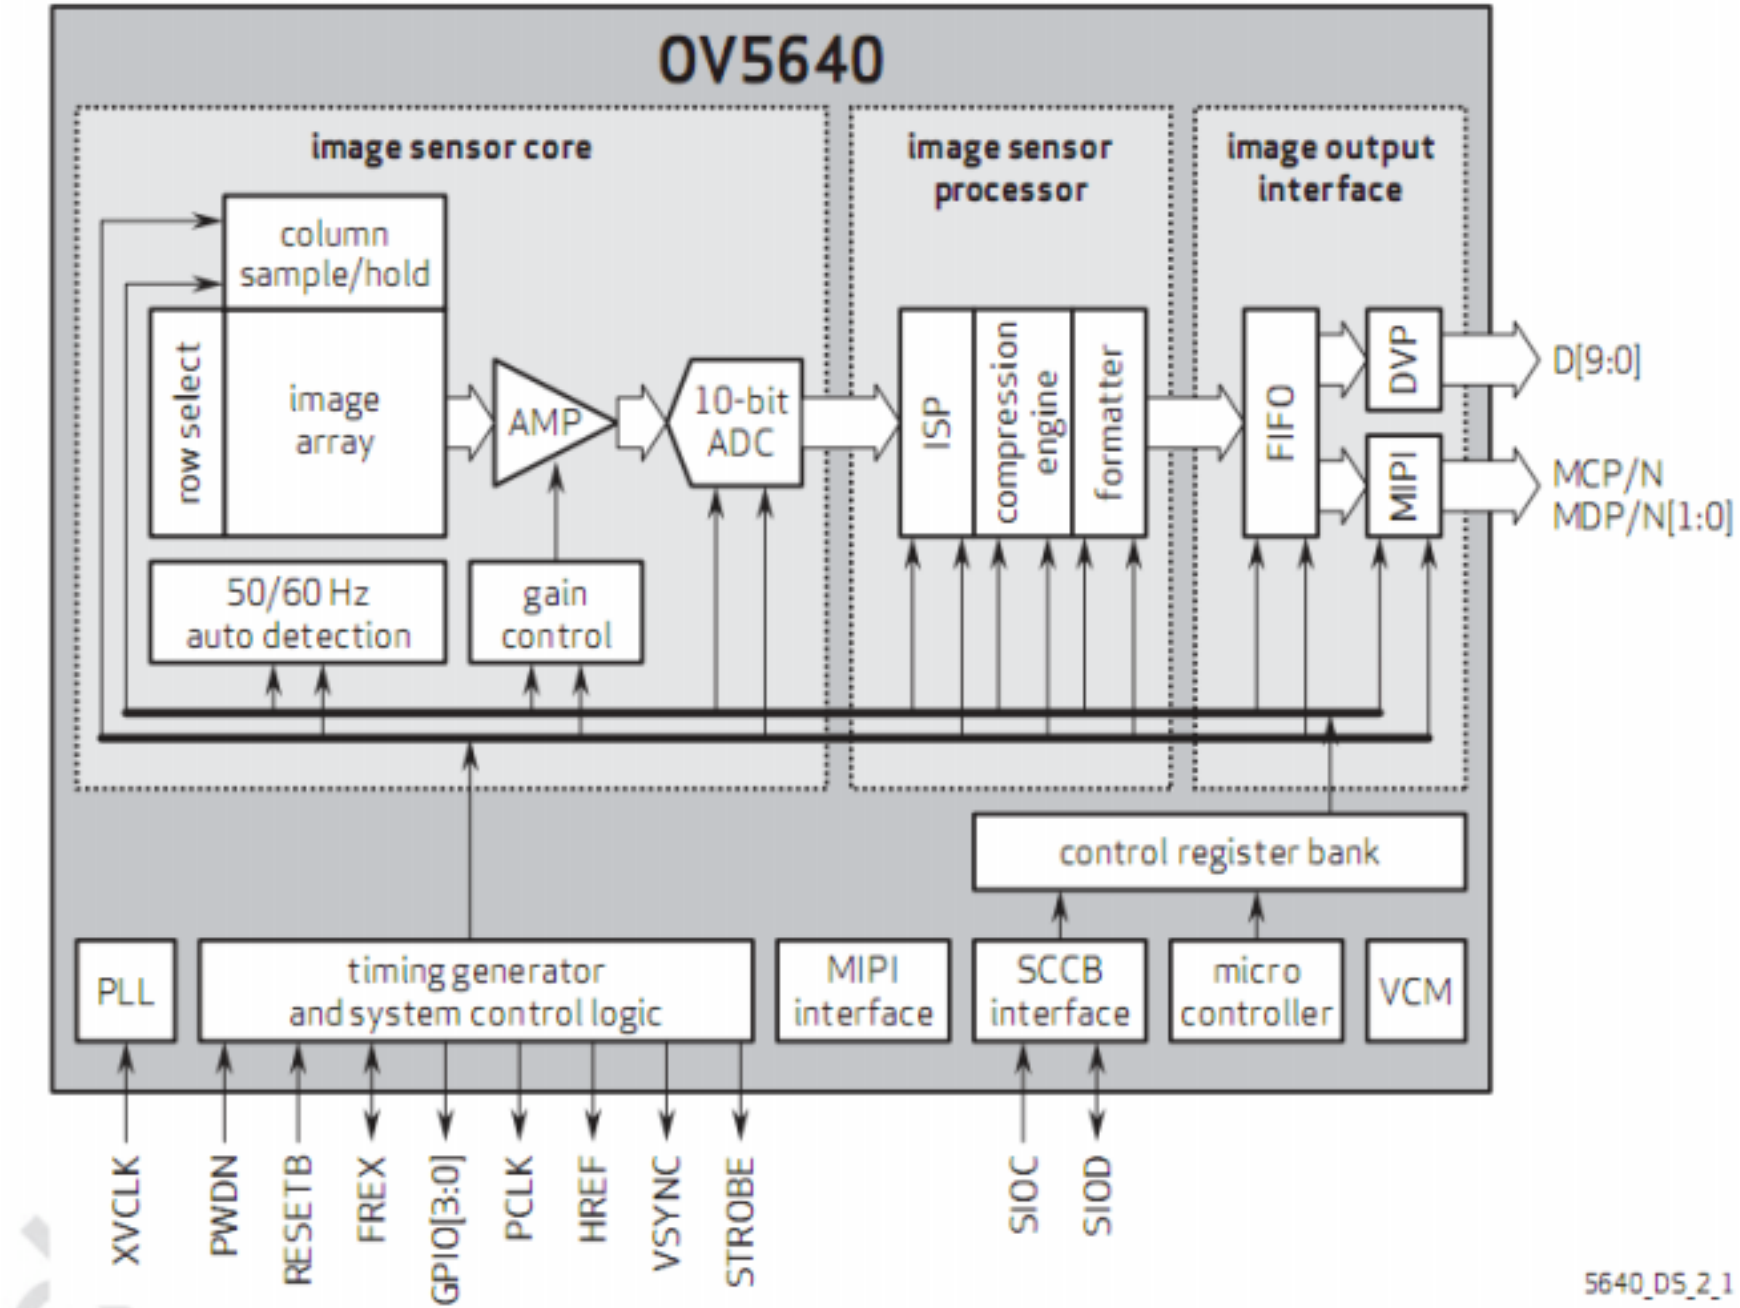 OV5640
image sensor core
image sensor
processor
image output
interface
column
sample/hold
row select
image
array
AMP
10-bit
ADC
ISP
compression
engine
formatter
FIFO
DVP
MIPI
D[9:0]
MCP/N
MDP/N[1:0]
50/60 Hz
auto detection
gain
control
control register bank
PLL
timing generator
and system control logic
MIPI
interface
SCCB
interface
micro
controller
VCM
XVCLK
PWDN
RESETB
FREX
GPIO[3:0]
PCLK
HREF
VSYNC
STROBE
SIOC
SIOD
5640_DS_2_1